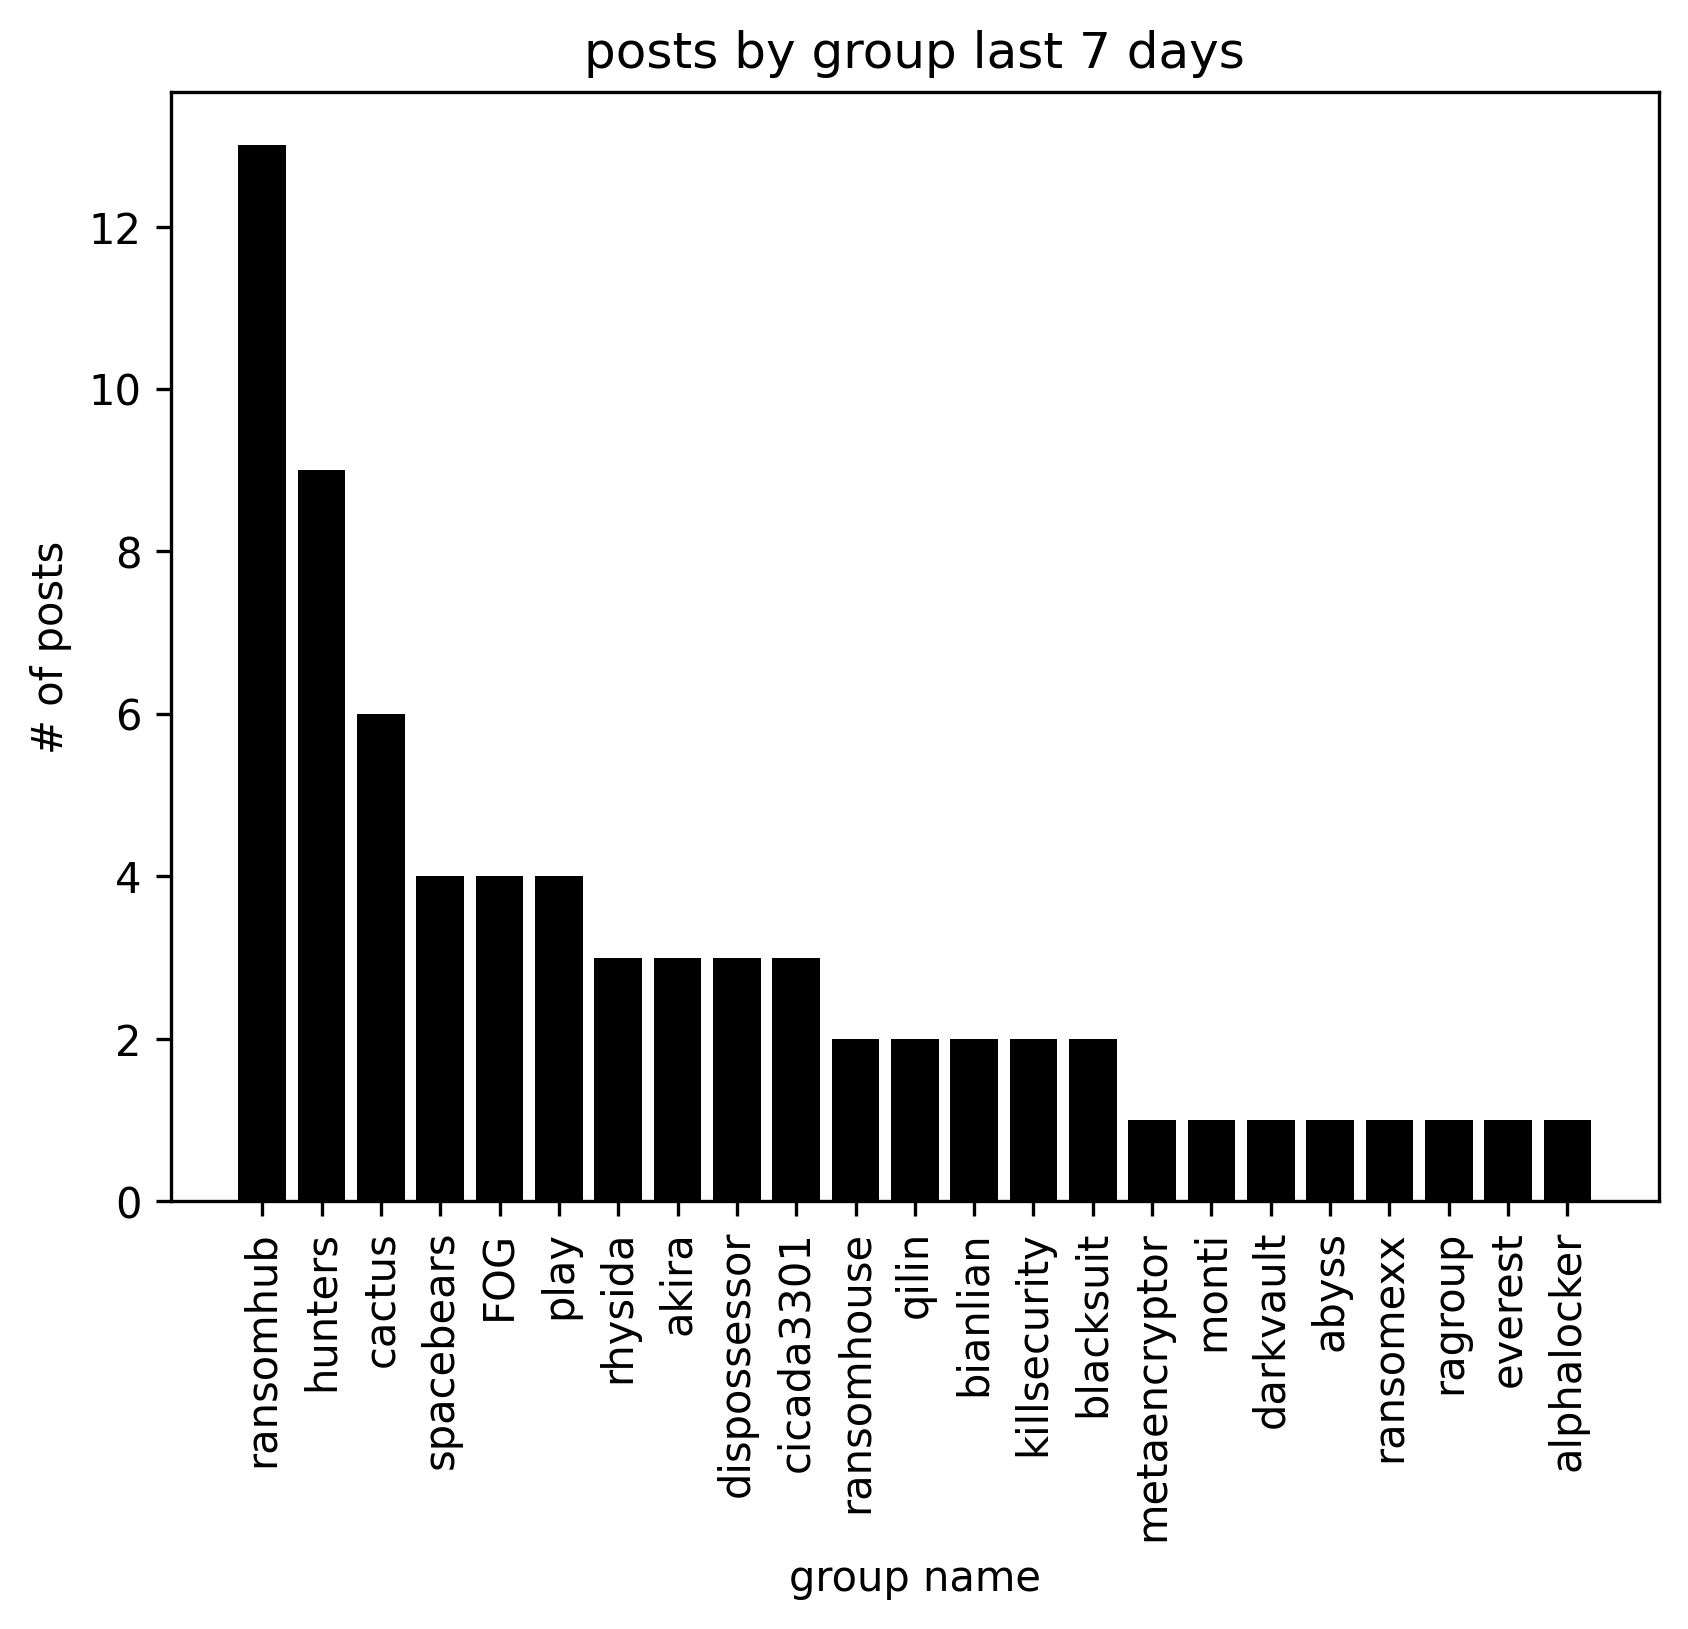 posts by group last 7 days
# of posts
12
10
8
6
4
2
0
ransomhub
hunters
cactus
spacebears
FOG
play
rhysida
akira
dispossessor
cicada3301
ransomhouse
qilin
bianlian
killsecurity
blacksuit
metaencryptor
monti
darkvault
abyss
ransomexx
ragroup
everest
alphalocker
group name